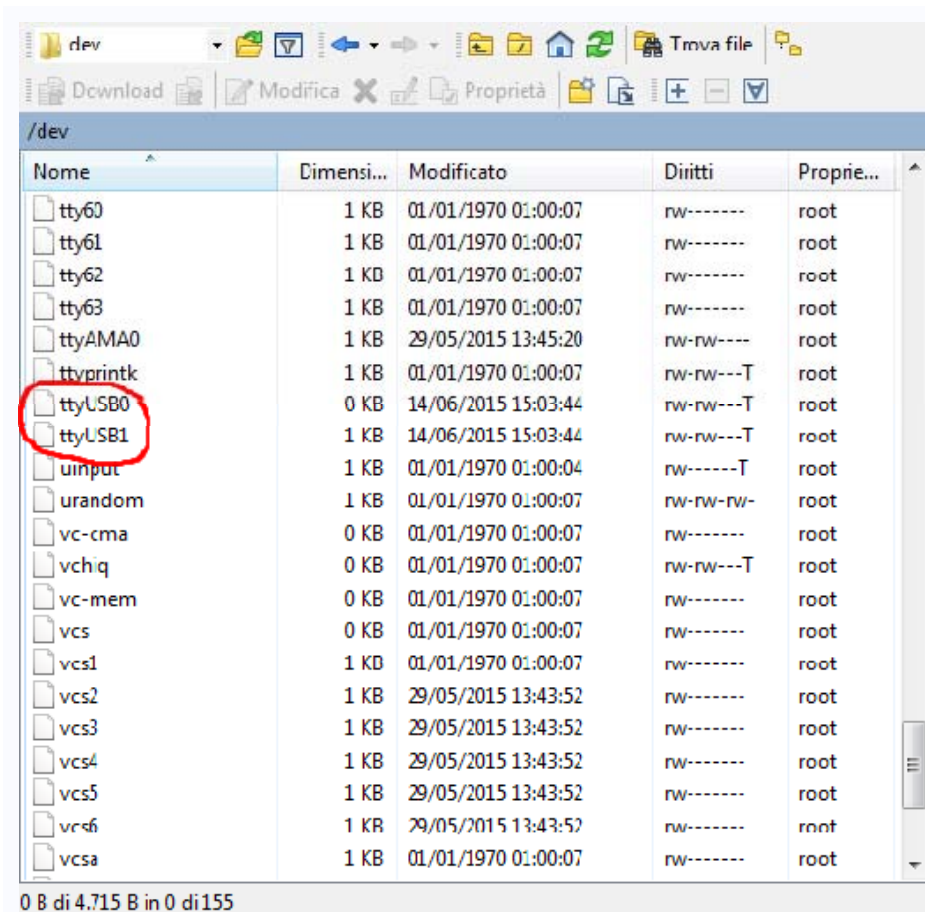 dev Trova file
Download Modifica Proprietà
/dev
Nome Dimensi... Modificato Diritti Proprie...
tty60 1 KB 01/01/1970 01:00:07 rw------- root
tty61 1 KB 01/01/1970 01:00:07 rw------- root
tty62 1 KB 01/01/1970 01:00:07 rw------- root
tty63 1 KB 01/01/1970 01:00:07 rw------- root
ttyAMA0 1 KB 29/05/2015 13:45:20 rw-rw---- root
ttyprintk 1 KB 01/01/1970 01:00:07 rw-rw---T root
ttyUSB0 0 KB 14/06/2015 15:03:44 rw-rw---T root
ttyUSB1 1 KB 14/06/2015 15:03:44 rw-rw---T root
uinput 1 KB 01/01/1970 01:00:04 rw------T root
urandom 1 KB 01/01/1970 01:00:07 rw-rw-rw- root
vc-cma 0 KB 01/01/1970 01:00:07 rw------- root
vchiq 0 KB 01/01/1970 01:00:07 rw-rw---T root
vc-mem 0 KB 01/01/1970 01:00:07 rw------- root
vcs 0 KB 01/01/1970 01:00:07 rw------- root
vcs1 1 KB 01/01/1970 01:00:07 rw------- root
vcs2 1 KB 29/05/2015 13:43:52 rw------- root
vcs3 1 KB 29/05/2015 13:43:52 rw------- root
vcs4 1 KB 29/05/2015 13:43:52 rw------- root
vcs5 1 KB 29/05/2015 13:43:52 rw------- root
vcs6 1 KB 29/05/2015 13:43:52 rw------- root
vcsa 1 KB 01/01/1970 01:00:07 rw------- root
0 B di 4.715 B in 0 di 155